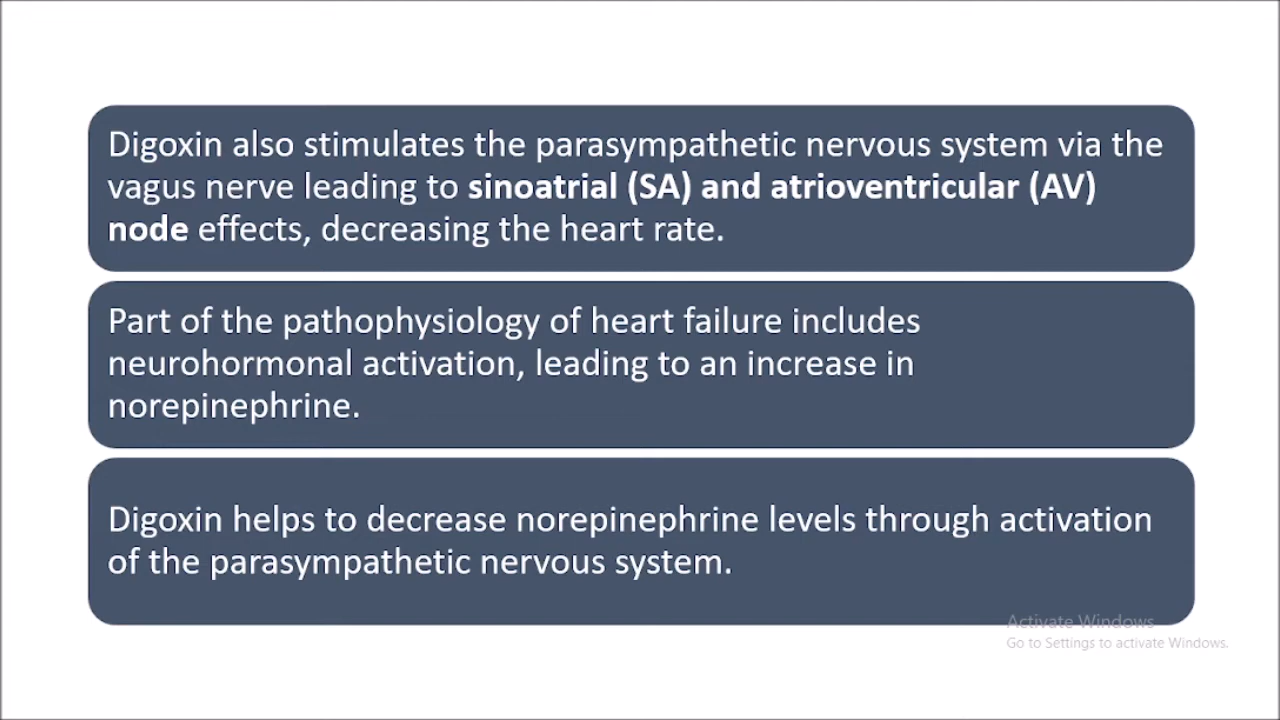 Digoxin also stimulates the parasympathetic nervous system via the
vagus nerve leading to sinoatrial (SA) and atrioventricular (AV)
node effects, decreasing the heart rate.
Part of the pathophysiology of heart failure includes
neurohormonal activation, leading to an increase in
norepinephrine.
Digoxin helps to decrease norepinephrine levels through activation
of the parasympathetic nervous system.
Activate Windows
Go to Settings to activate Windows.